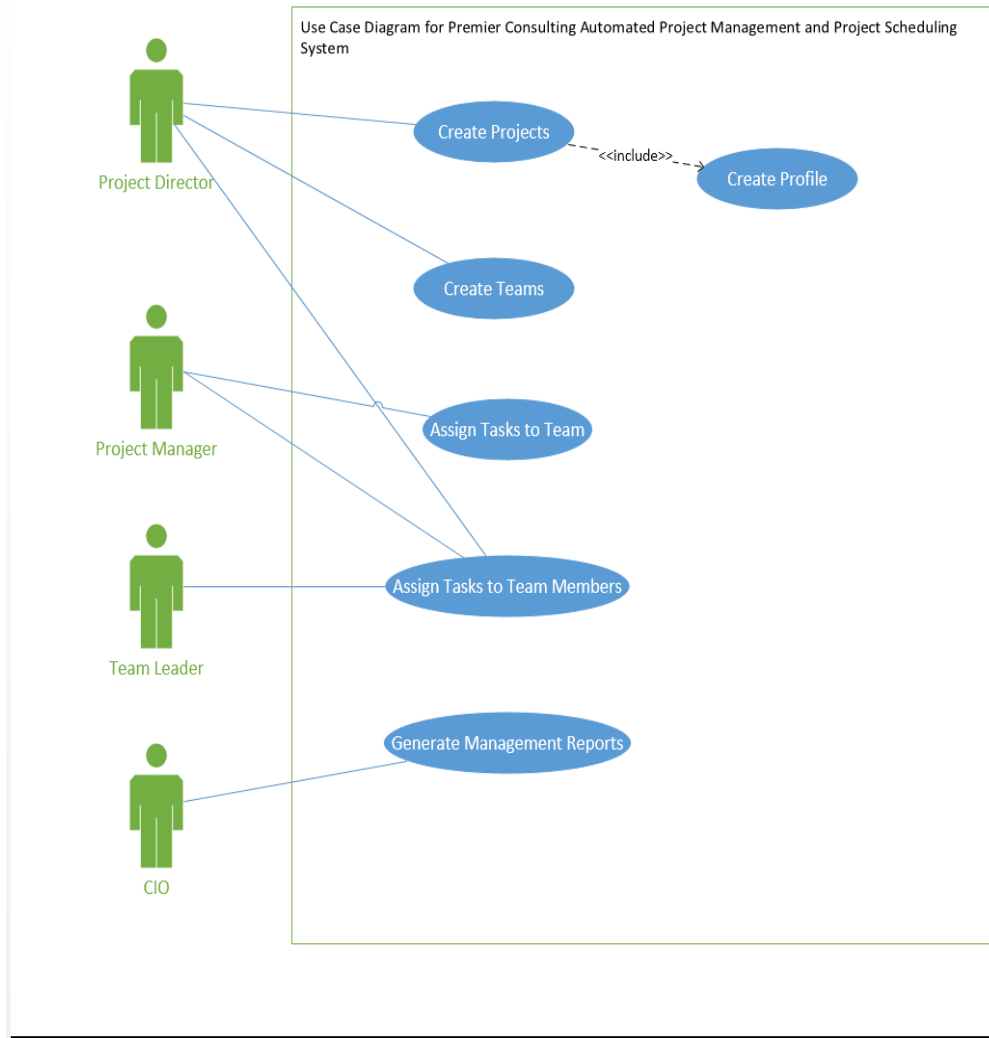 Use Case Diagram for Premier Consulting Automated Project Management and Project Scheduling
System
Create Projects
<<include>>
Create Profile
Project Director
Create Teams
Assign Tasks to Team
Project Manager
Assign Tasks to Team Members
Team Leader
Generate Management Reports
CIO